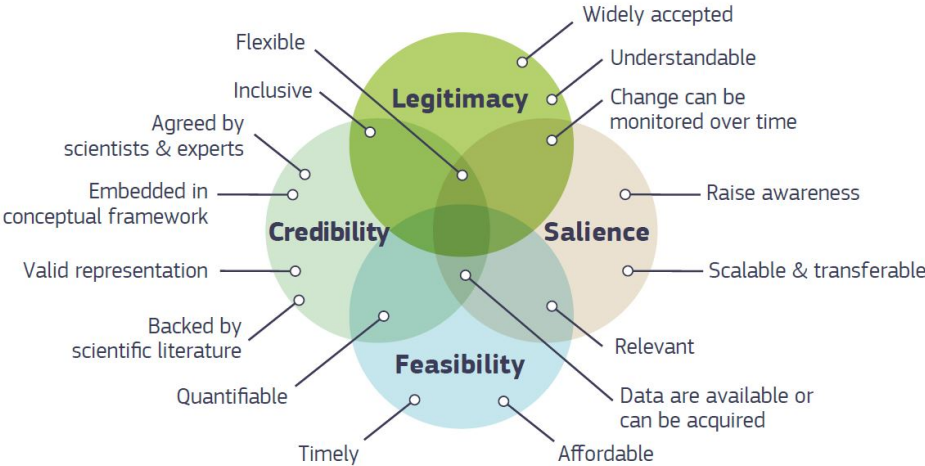 Widely accepted
Flexible
Understandable
Inclusive
Legitimacy
Change can be
monitored over time
Agreed by
scientists & experts
Embedded in
conceptual framework
Raise awareness
Credibility
Salience
Valid representation
Scalable & transferable
Backed by
scientific literature
Relevant
Feasibility
Quantifiable
Data are available or
can be acquired
Timely
Affordable